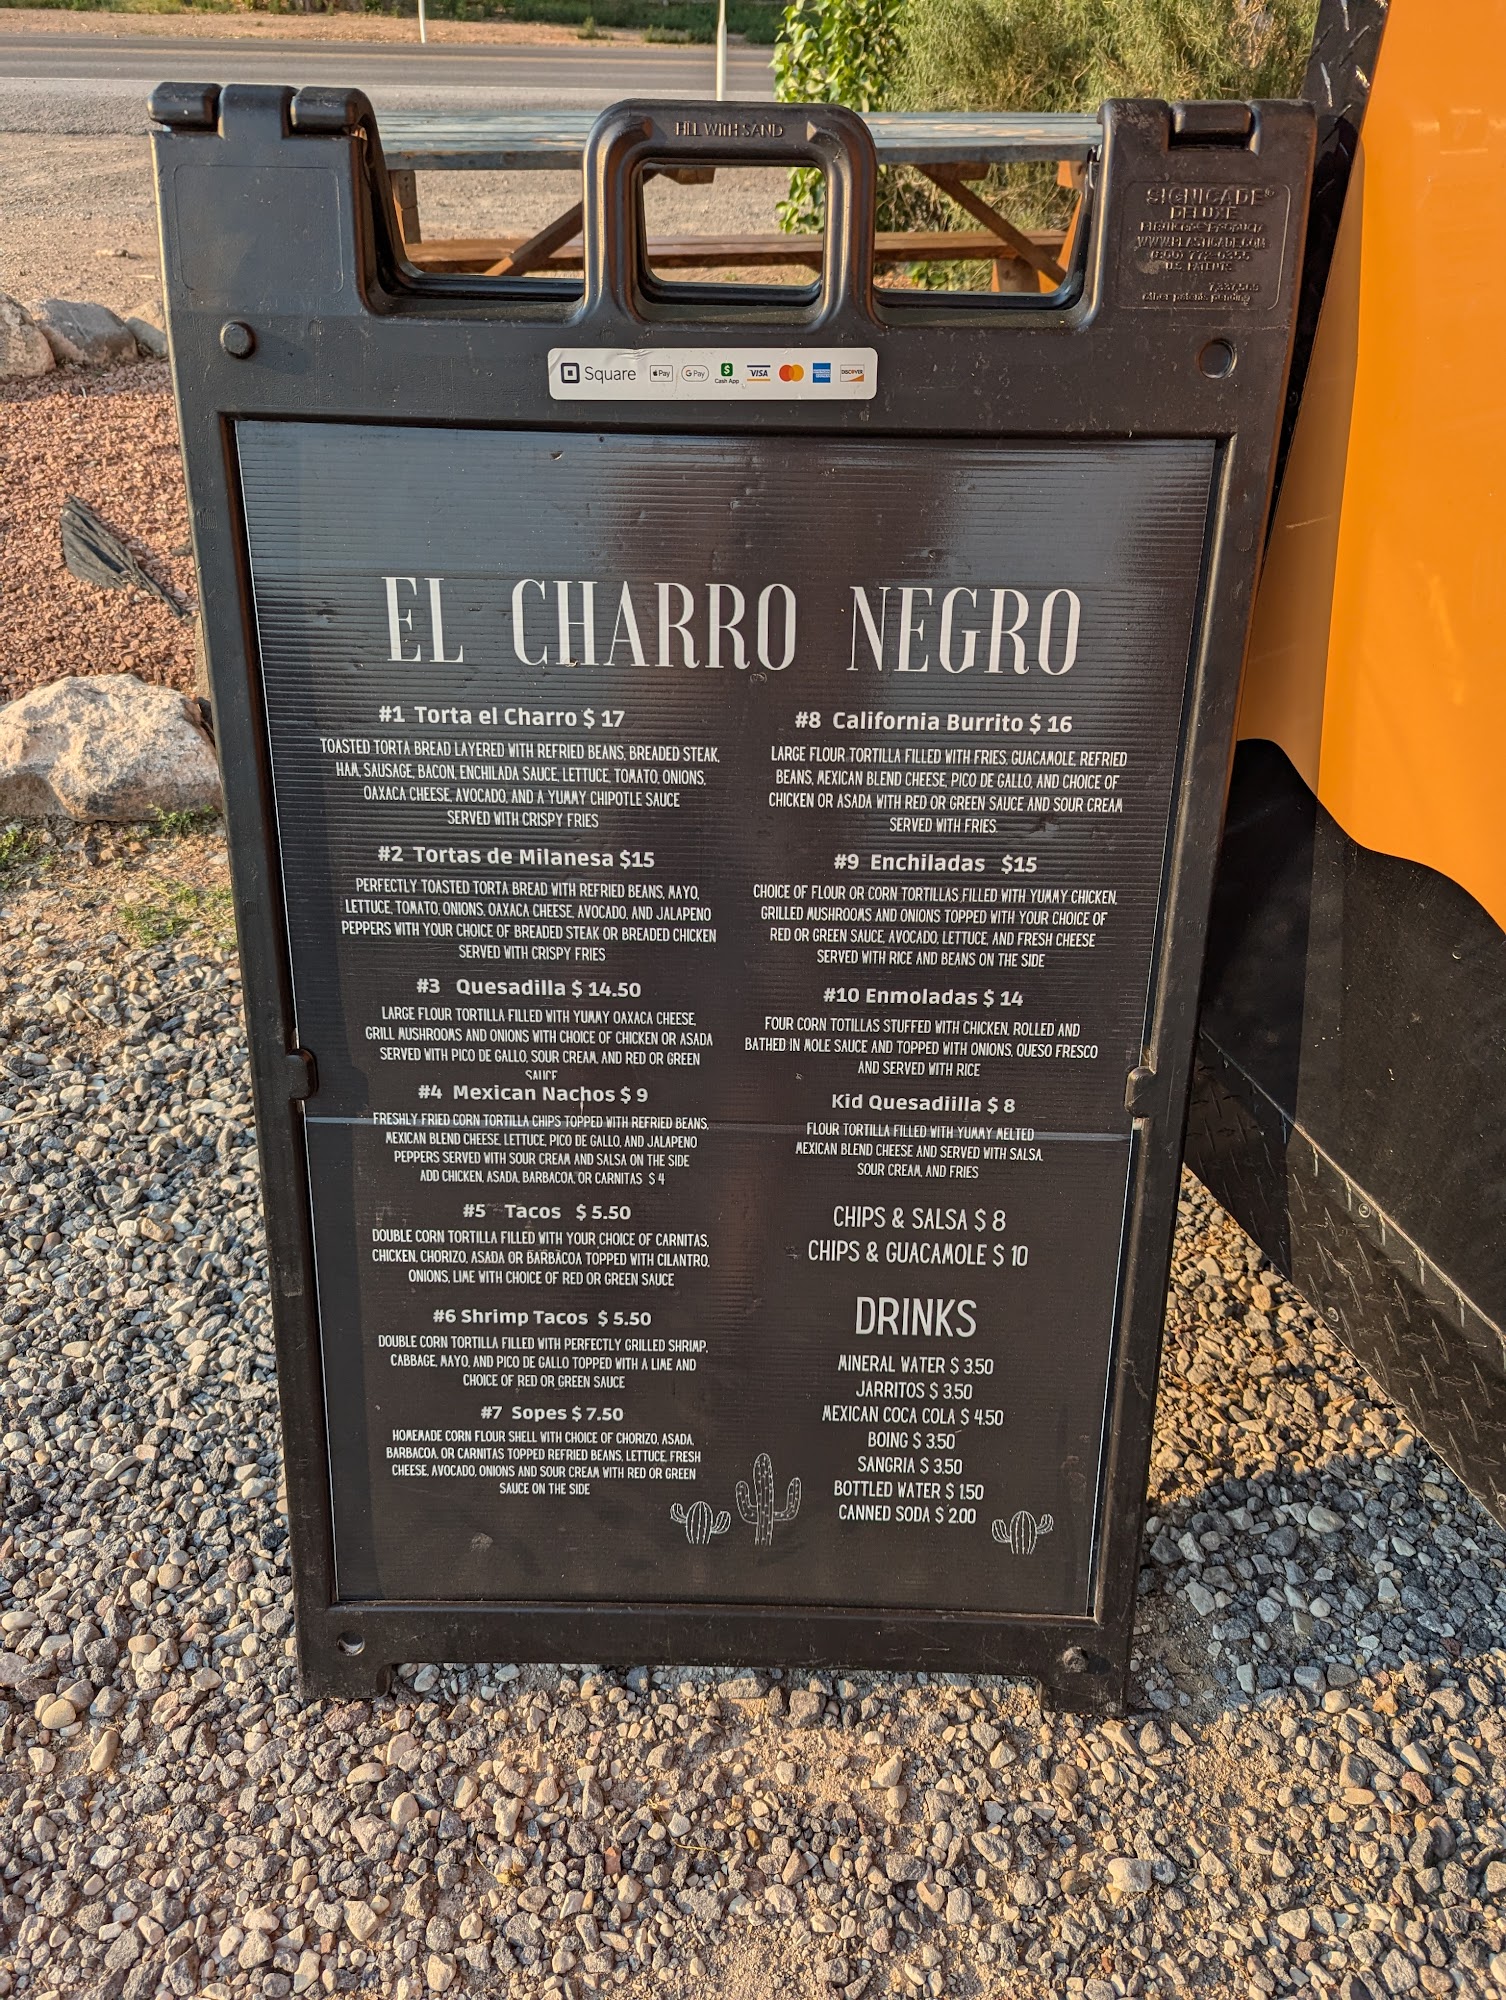 FILL WITH SAND
SIGNICADE®
DELUXE
WWW.PLASTICADE.COM
(800) 772-0355
U.S. PATENTS
7,337,569
other patents pending
Square Pay G Pay Cash App VISA DISCOVER
EL CHARRO NEGRO
#1 Torta el Charro $ 17
TOASTED TORTA BREAD LAYERED WITH REFRIED BEANS, BREADED STEAK,
HAM, SAUSAGE, BACON, ENCHILADA SAUCE, LETTUCE, TOMATO, ONIONS,
OAXACA CHEESE, AVOCADO, AND A YUMMY CHIPOTLE SAUCE
SERVED WITH CRISPY FRIES
#2 Tortas de Milanesa $15
PERFECTLY TOASTED TORTA BREAD WITH REFRIED BEANS, MAYO,
LETTUCE, TOMATO, ONIONS, OAXACA CHEESE, AVOCADO, AND JALAPENO
PEPPERS WITH YOUR CHOICE OF BREADED STEAK OR BREADED CHICKEN
SERVED WITH CRISPY FRIES
#3 Quesadilla $ 14.50
LARGE FLOUR TORTILLA FILLED WITH YUMMY OAXACA CHEESE,
GRILL MUSHROOMS AND ONIONS WITH CHOICE OF CHICKEN OR ASADA
SERVED WITH PICO DE GALLO, SOUR CREAM, AND RED OR GREEN
SAUCE
#4 Mexican Nachos $ 9
FRESHLY FRIED CORN TORTILLA CHIPS TOPPED WITH REFRIED BEANS,
MEXICAN BLEND CHEESE, LETTUCE, PICO DE GALLO, AND JALAPENO
PEPPERS SERVED WITH SOUR CREAM AND SALSA ON THE SIDE
ADD CHICKEN, ASADA, BARBACOA, OR CARNITAS $ 4
#5 Tacos $ 5.50
DOUBLE CORN TORTILLA FILLED WITH YOUR CHOICE OF CARNITAS,
CHICKEN, CHORIZO, ASADA OR BARBACOA TOPPED WITH CILANTRO,
ONIONS, LIME WITH CHOICE OF RED OR GREEN SAUCE
#6 Shrimp Tacos $ 5.50
DOUBLE CORN TORTILLA FILLED WITH PERFECTLY GRILLED SHRIMP,
CABBAGE, MAYO, AND PICO DE GALLO TOPPED WITH A LIME AND
CHOICE OF RED OR GREEN SAUCE
#7 Sopes $ 7.50
HOMEMADE CORN FLOUR SHELL WITH CHOICE OF CHORIZO, ASADA,
BARBACOA, OR CARNITAS TOPPED REFRIED BEANS, LETTUCE, FRESH
CHEESE, AVOCADO, ONIONS AND SOUR CREAM WITH RED OR GREEN
SAUCE ON THE SIDE
#8 California Burrito $ 16
LARGE FLOUR TORTILLA FILLED WITH FRIES, GUACAMOLE, REFRIED
BEANS, MEXICAN BLEND CHEESE, PICO DE GALLO, AND CHOICE OF
CHICKEN OR ASADA WITH RED OR GREEN SAUCE AND SOUR CREAM
SERVED WITH FRIES.
#9 Enchiladas $15
CHOICE OF FLOUR OR CORN TORTILLAS FILLED WITH YUMMY CHICKEN,
GRILLED MUSHROOMS AND ONIONS TOPPED WITH YOUR CHOICE OF
RED OR GREEN SAUCE, AVOCADO, LETTUCE, AND FRESH CHEESE
SERVED WITH RICE AND BEANS ON THE SIDE
#10 Enmoladas $ 14
FOUR CORN TOTILLAS STUFFED WITH CHICKEN, ROLLED AND
BATHED IN MOLE SAUCE AND TOPPED WITH ONIONS, QUESO FRESCO
AND SERVED WITH RICE
Kid Quesadiilla $ 8
FLOUR TORTILLA FILLED WITH YUMMY MELTED
MEXICAN BLEND CHEESE AND SERVED WITH SALSA,
SOUR CREAM, AND FRIES
CHIPS & SALSA $ 8
CHIPS & GUACAMOLE $ 10
DRINKS
MINERAL WATER $ 3.50
JARRITOS $ 3.50
MEXICAN COCA COLA $ 4.50
BOING $ 3.50
SANGRIA $ 3.50
BOTTLED WATER $ 1.50
CANNED SODA $ 2.00